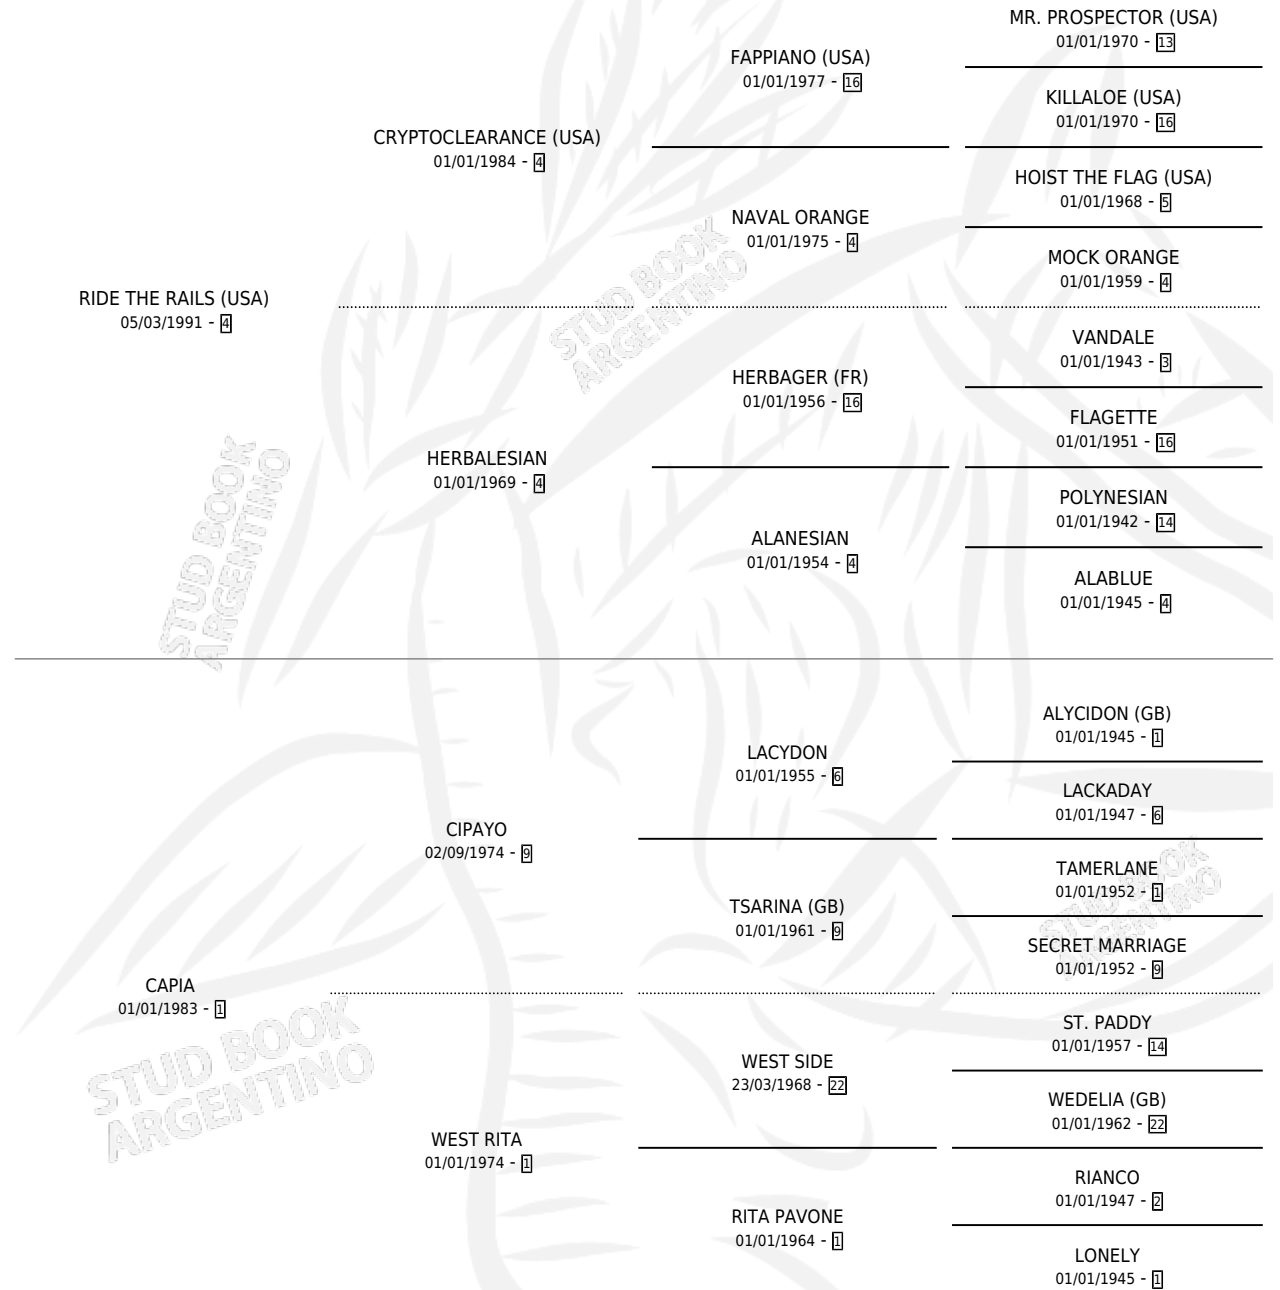 MR. PROSPECTOR (USA)
01/01/1970 - 13
FAPPIANO (USA)
01/01/1977 - 16
KILLALOE (USA)
01/01/1970 - 16
CRYPTOCLEARANCE (USA)
01/01/1984 - 4
HOIST THE FLAG (USA)
01/01/1968 - 5
NAVAL ORANGE
01/01/1975 - 4
MOCK ORANGE
01/01/1959 - 4
RIDE THE RAILS (USA)
05/03/1991 - 4
VANDALE
01/01/1943 - 3
HERBAGER (FR)
01/01/1956 - 16
FLAGETTE
01/01/1951 - 16
HERBALESIAN
01/01/1969 - 4
POLYNESIAN
01/01/1942 - 14
ALANESIAN
01/01/1954 - 4
ALABLUE
01/01/1945 - 4
ALYCIDON (GB)
01/01/1945 - 1
LACYDON
01/01/1955 - 6
LACKADAY
01/01/1947 - 6
CIPAYO
02/09/1974 - 9
TAMERLANE
01/01/1952 - 1
TSARINA (GB)
01/01/1961 - 9
SECRET MARRIAGE
01/01/1952 - 9
CAPIA
01/01/1983 - 1
ST. PADDY
01/01/1957 - 14
WEST SIDE
23/03/1968 - 22
WEDELIA (GB)
01/01/1962 - 22
WEST RITA
01/01/1974 - 1
RIANCO
01/01/1947 - 2
RITA PAVONE
01/01/1964 - 1
LONELY
01/01/1945 - 1
STUD BOOK
ARGENTINO
STUD BOOK
ARGENTINO
STUD BOOK
ARGENTINO
STUD BOOK
ARGENTINO